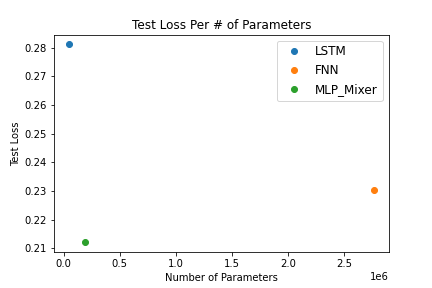 Test Loss Per # of Parameters
LSTM
FNN
MLP_Mixer
Test Loss
0.28
0.27
0.26
0.25
0.24
0.23
0.22
0.21
0.0 0.5 1.0 1.5 2.0 2.5
1e6
Number of Parameters